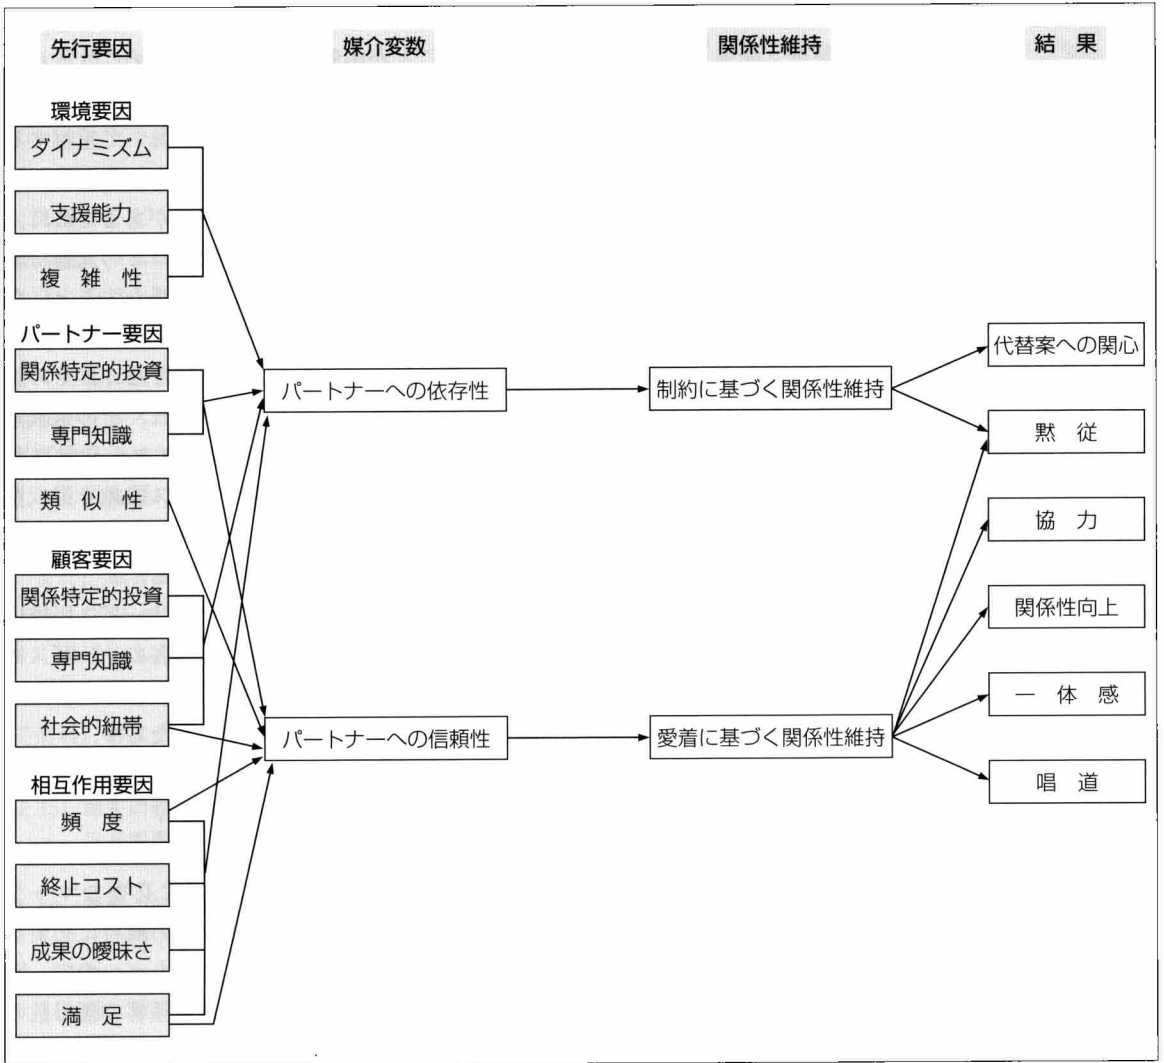 先行要因
媒介変数
関係性維持
結 果
環境要因
ダイナミズム
支援能力
複 雑 性
パートナー要因
関係特定的投資
専門知識
類 似 性
顧客要因
関係特定的投資
専門知識
社会的紐帯
相互作用要因
頻 度
終止コスト
成果の曖昧さ
満 足
パートナーへの依存性
パートナーへの信頼性
制約に基づく関係性維持
愛着に基づく関係性維持
代替案への関心
黙 従
協 力
関係性向上
一 体 感
唱 道